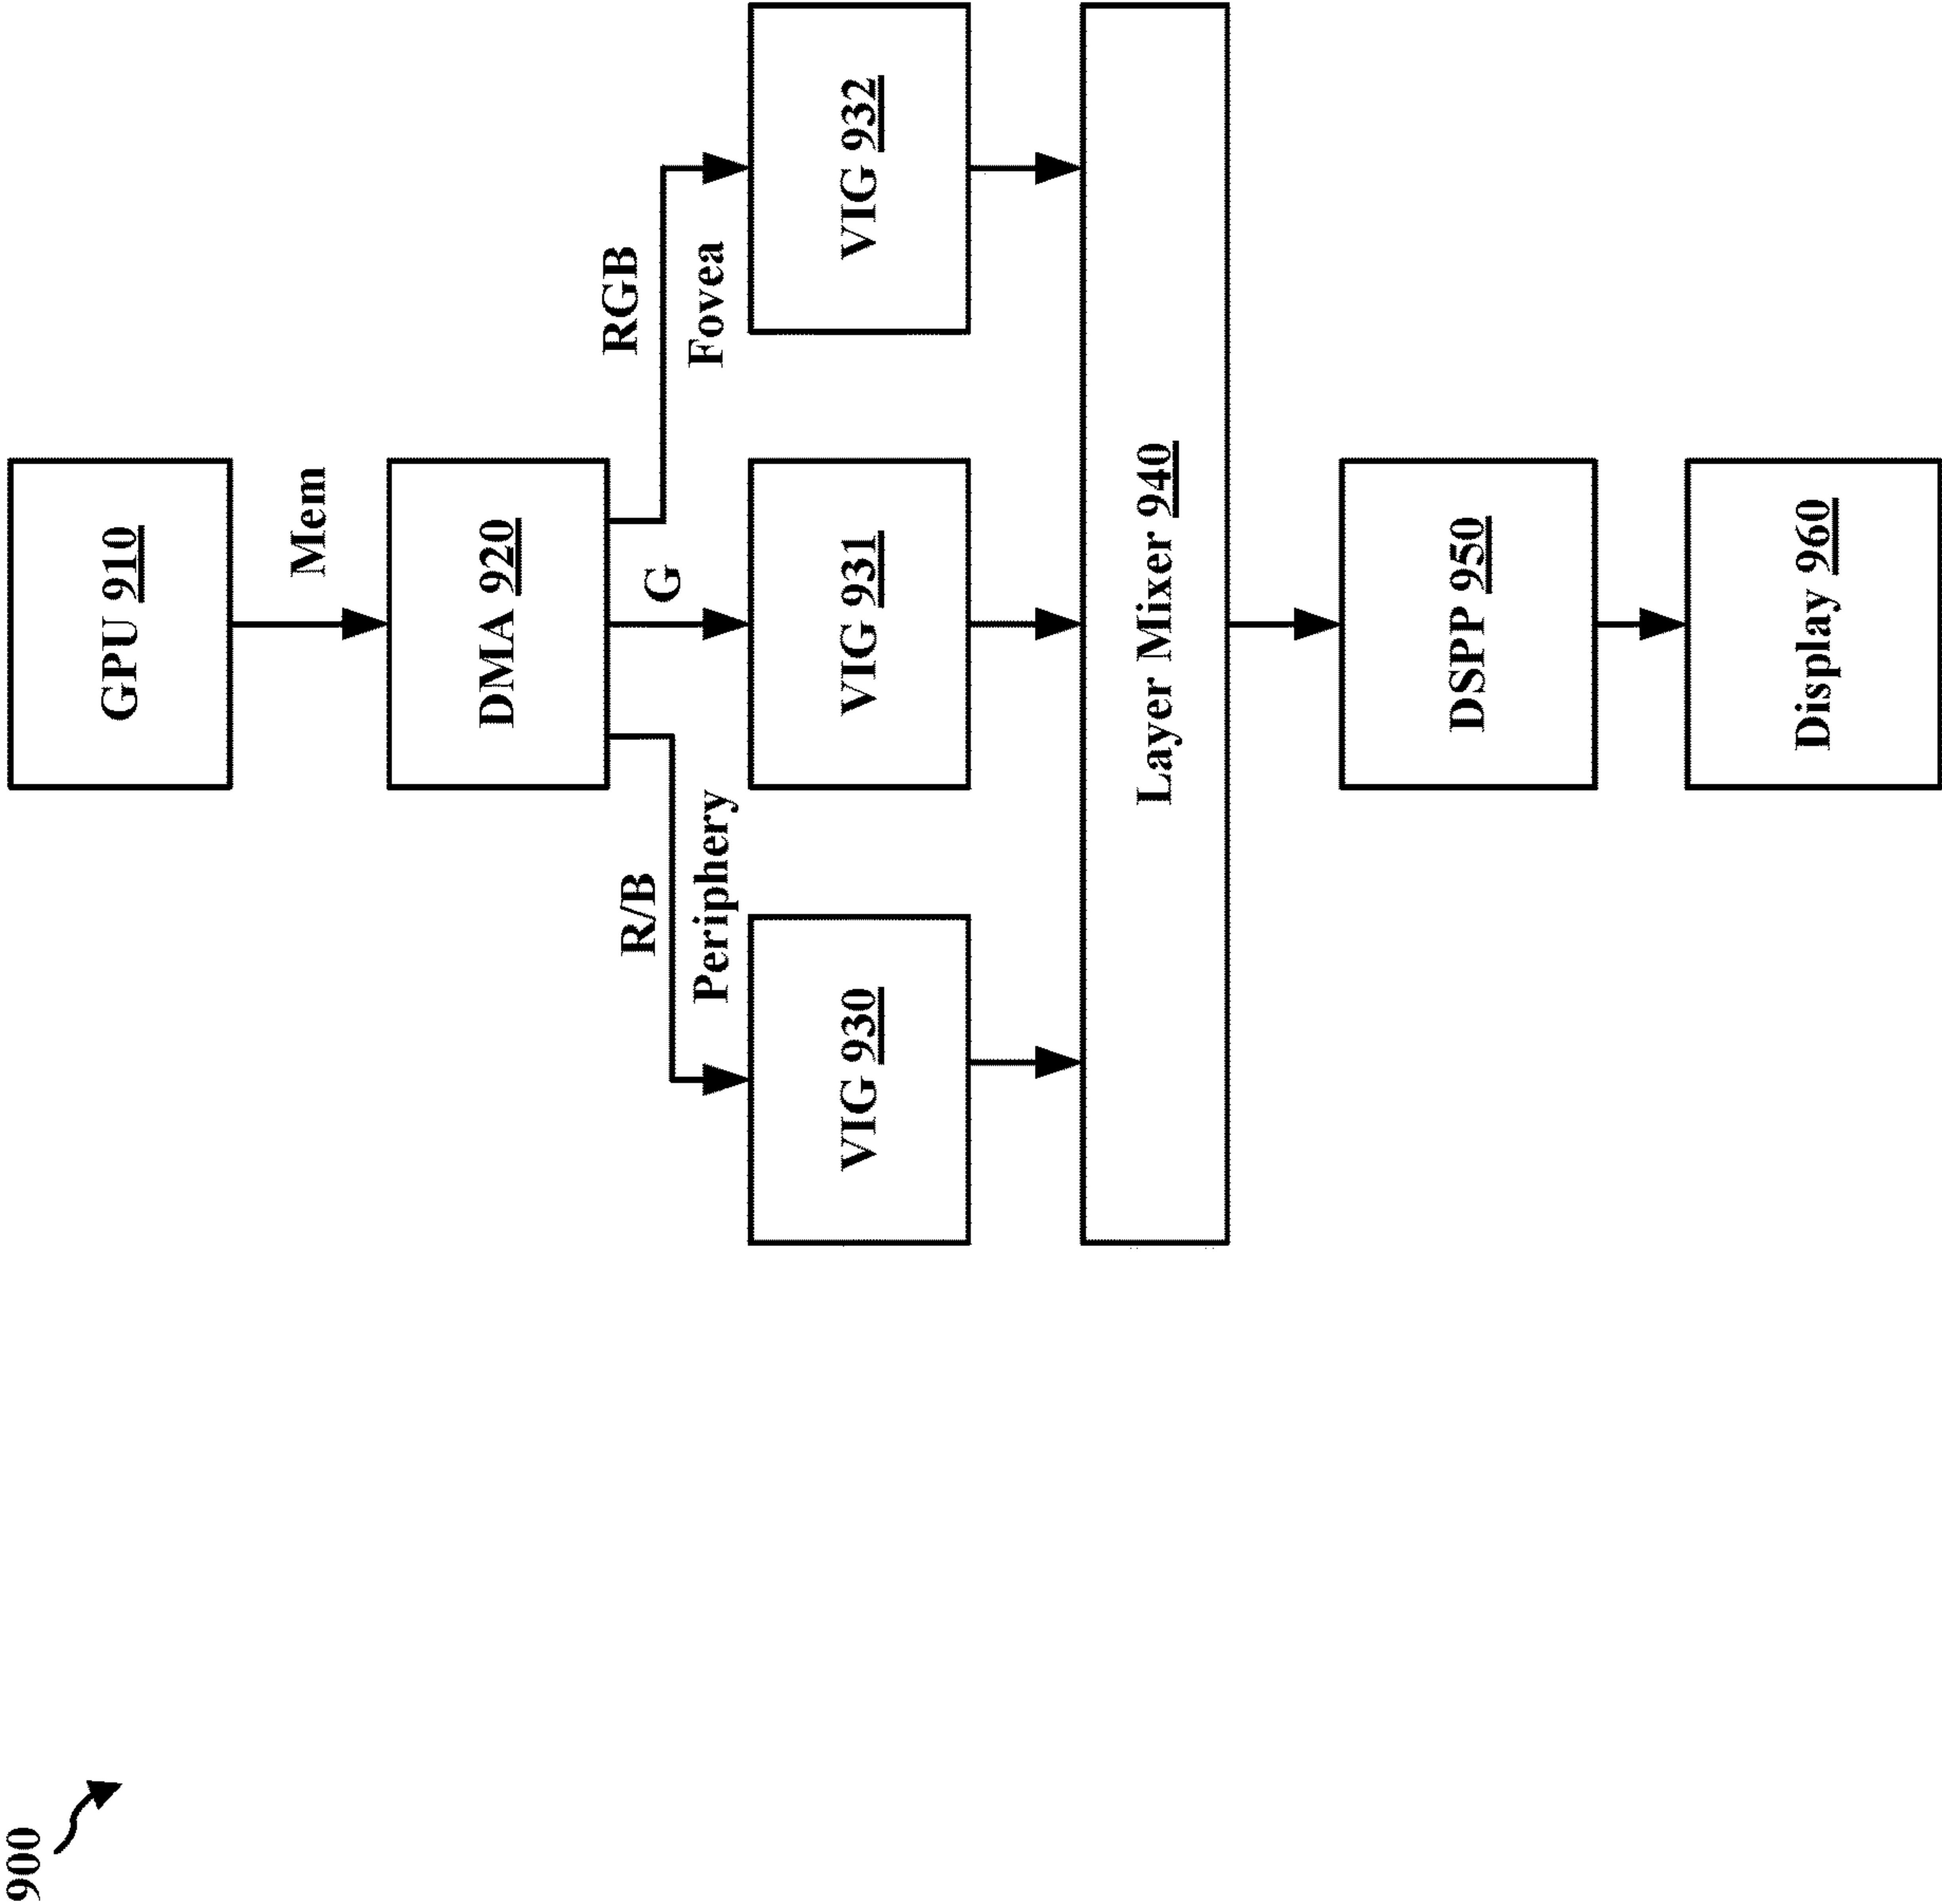 900
GPU 910
Mem
DMA 920
R/B
Periphery
G
RGB
Fovea
VIG 930
VIG 931
VIG 932
Layer Mixer 940
DSPP 950
Display 960